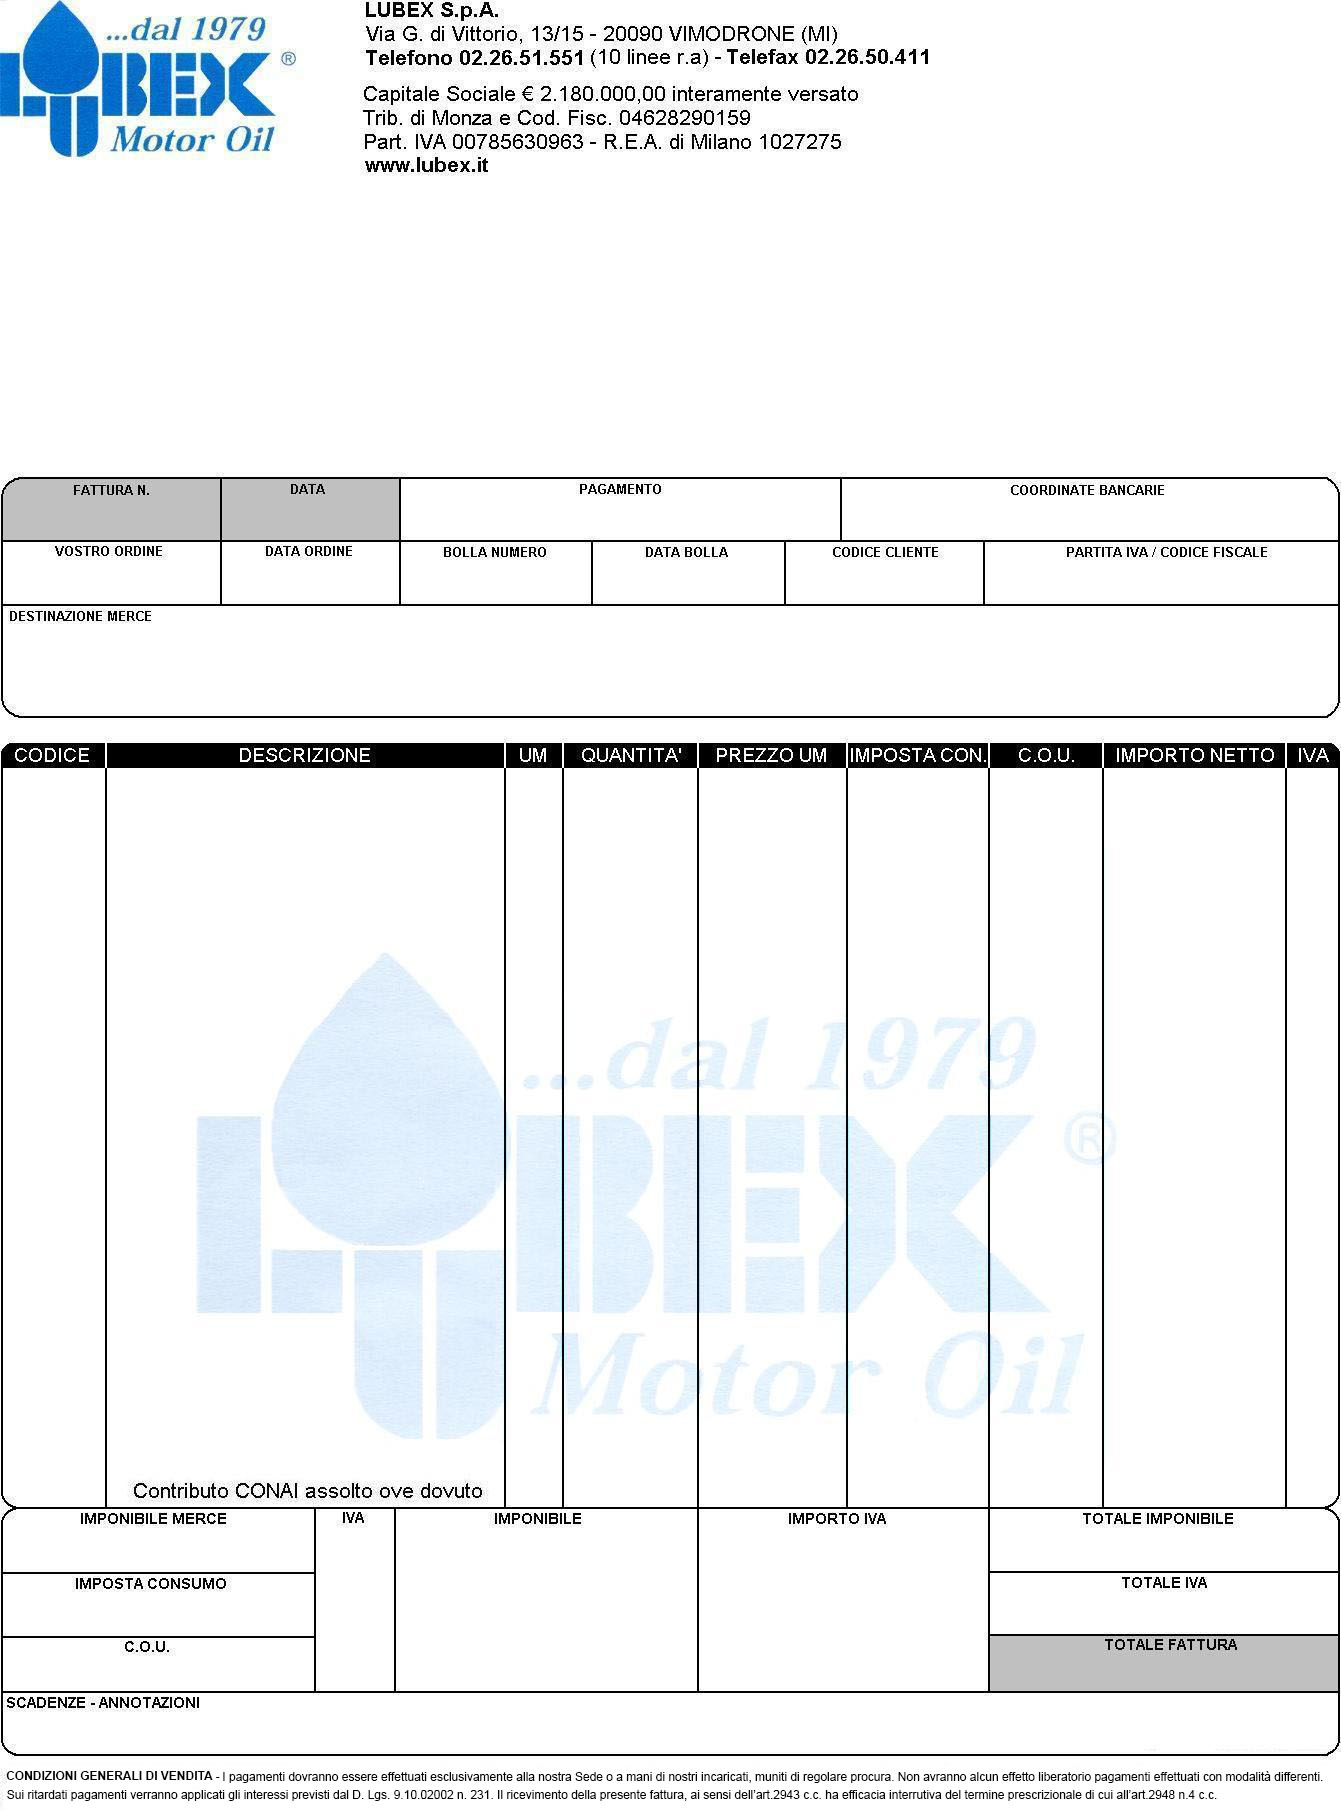 ...dal 1979
LUBEX ®
Motor Oil
LUBEX S.p.A.
Via G. di Vittorio, 13/15 - 20090 VIMODRONE (MI)
Telefono 02.26.51.551 (10 linee r.a) - Telefax 02.26.50.411
Capitale Sociale € 2.180.000,00 interamente versato
Trib. di Monza e Cod. Fisc. 04628290159
Part. IVA 00785630963 - R.E.A. di Milano 1027275
www.lubex.it
FATTURA N. DATA PAGAMENTO COORDINATE BANCARIE
VOSTRO ORDINE DATA ORDINE BOLLA NUMERO DATA BOLLA CODICE CLIENTE PARTITA IVA / CODICE FISCALE
DESTINAZIONE MERCE
CODICE DESCRIZIONE UM QUANTITA' PREZZO UM IMPOSTA CON. C.O.U. IMPORTO NETTO IVA
...dal 1979
LUBEX ®
Motor Oil
Contributo CONAI assolto ove dovuto
IMPONIBILE MERCE IVA IMPONIBILE IMPORTO IVA TOTALE IMPONIBILE
IMPOSTA CONSUMO TOTALE IVA
C.O.U. TOTALE FATTURA
SCADENZE - ANNOTAZIONI
CONDIZIONI GENERALI DI VENDITA - I pagamenti dovranno essere effettuati esclusivamente alla nostra Sede o a mani di nostri incaricati, muniti di regolare procura. Non avranno alcun effetto liberatorio pagamenti effettuati con modalità differenti.
Sui ritardati pagamenti verranno applicati gli interessi previsti dal D. Lgs. 9.10.02002 n. 231. Il ricevimento della presente fattura, ai sensi dell'art.2943 c.c. ha efficacia interrutiva del termine prescrizionale di cui all'art.2948 n.4 c.c.